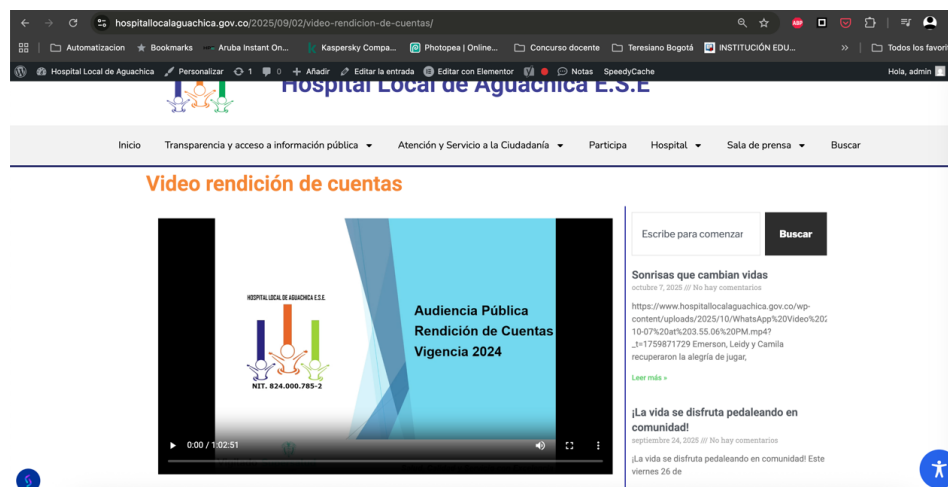 hospitallocalaguachica.gov.co/2025/09/02/video-rendicion-de-cuentas/
ABP
Automatizacion
Bookmarks
Aruba Instant On...
Kaspersky Compa...
Photopea | Online...
Concurso docente
Teresiano Bogotá
INSTITUCIÓN EDU...
»
Todos los favori
Hospital Local de Aguachica
Personalizar
1
0
+ Añadir
Editar la entrada
Editar con Elementor
Notas
SpeedyCache
Hola, admin
Hospital Local de Aguachica E.S.E
Inicio
Transparencia y acceso a información pública
Atención y Servicio a la Ciudadanía
Participa
Hospital
Sala de prensa
Buscar
Video rendición de cuentas
HOSPITAL LOCAL DE AGUACHICA E.S.E.
NIT. 824.000.785-2
Audiencia Pública
Rendición de Cuentas
Vigencia 2024
0:00 / 1:02:51
Escribe para comenzar
Buscar
Sonrisas que cambian vidas
octubre 7, 2025 /// No hay comentarios
https://www.hospitallocalaguachica.gov.co/wp-
content/uploads/2025/10/WhatsApp%20Video%202
10-07%20at%203.55.06%20PM.mp4?
_t=1759871729 Emerson, Leidy y Camila
recuperaron la alegría de jugar,
Leer más »
¡La vida se disfruta pedaleando en
comunidad!
septiembre 24, 2025 /// No hay comentarios
¡La vida se disfruta pedaleando en comunidad! Este
viernes 26 de